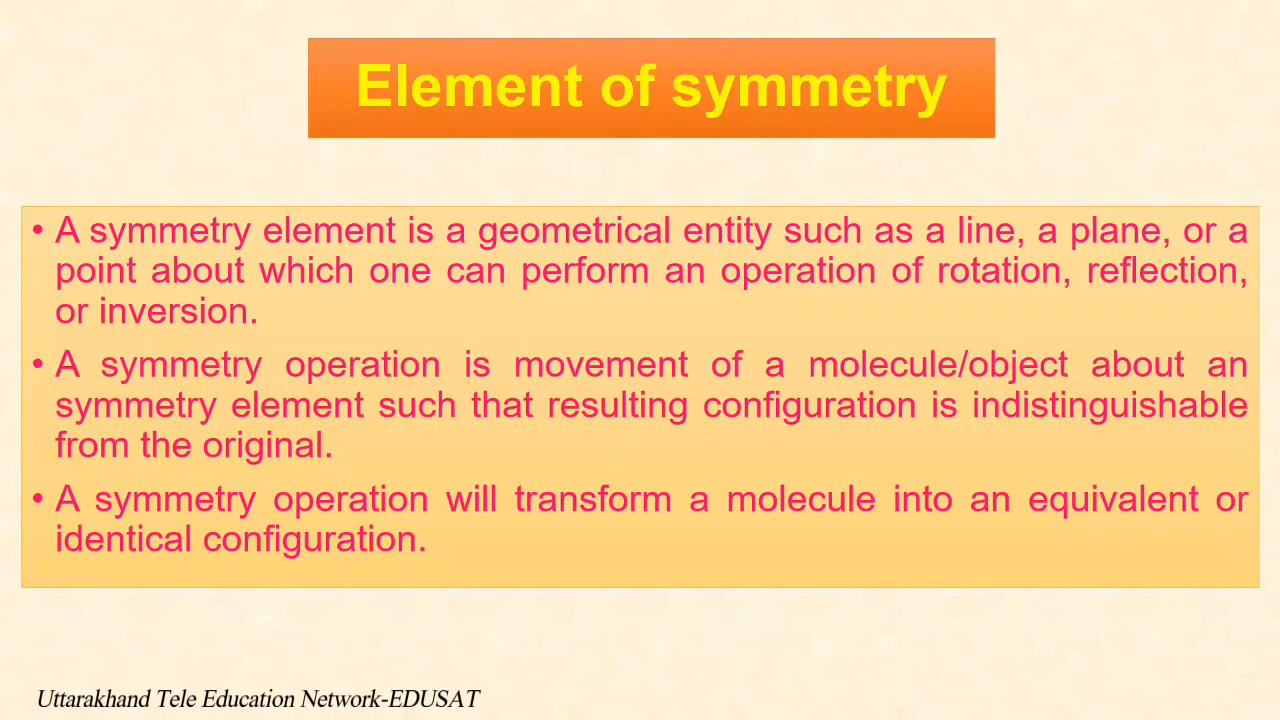 Element of symmetry
• A symmetry element is a geometrical entity such as a line, a plane, or a
point about which one can perform an operation of rotation, reflection,
or inversion.
• A symmetry operation is movement of a molecule/object about an
symmetry element such that resulting configuration is indistinguishable
from the original.
• A symmetry operation will transform a molecule into an equivalent or
identical configuration.
Uttarakhand Tele Education Network-EDUSAT